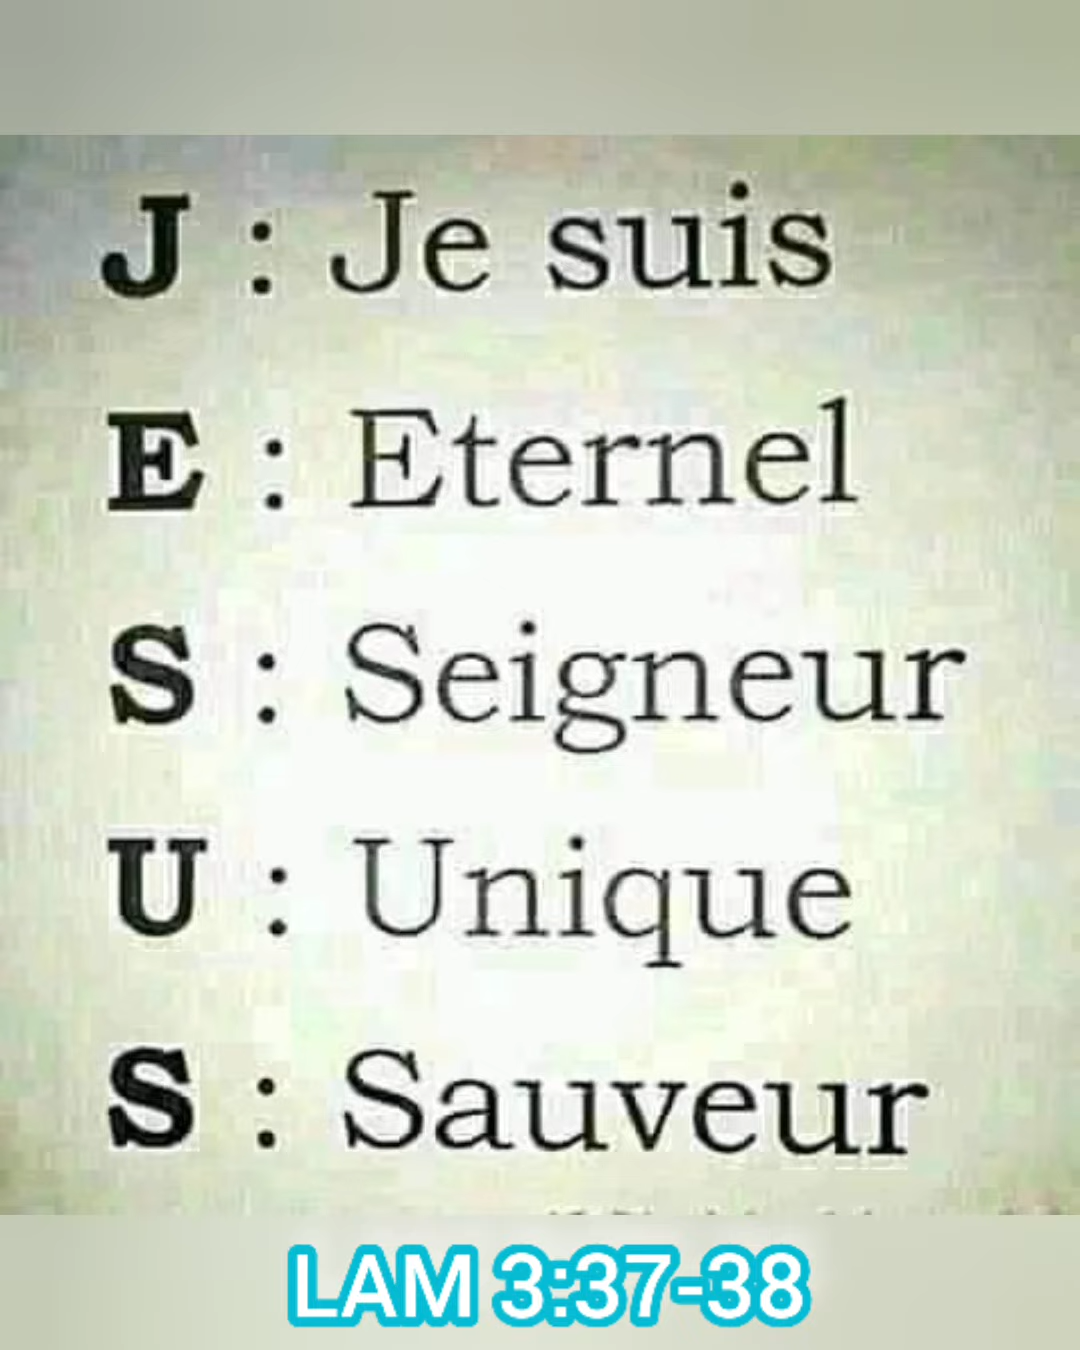 J : Je suis
E : Eternel
S : Seigneur
U : Unique
S : Sauveur
LAM 3:37-38